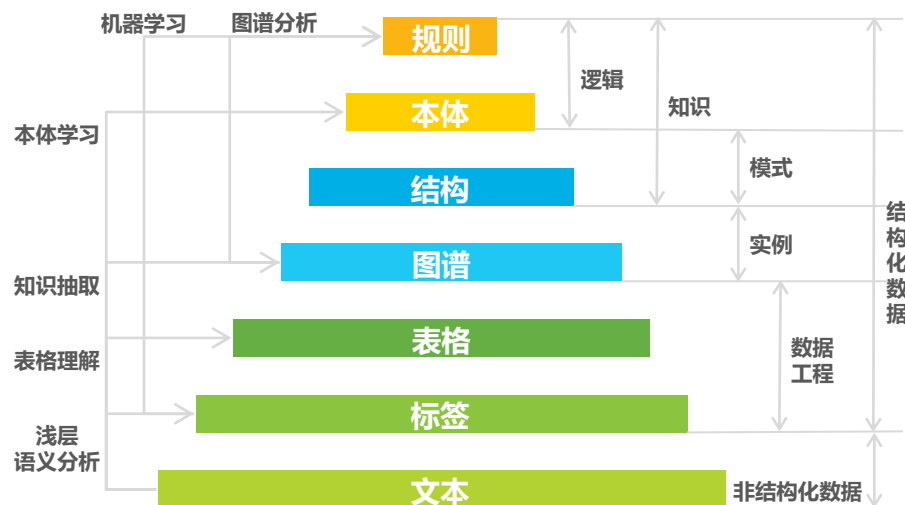 机器学习
图谱分析
规则
逻辑
知识
本体
本体学习
模式
结构
结构化数据
实例
图谱
知识抽取
表格
表格理解
数据
工程
标签
浅层
语义分析
文本
非结构化数据